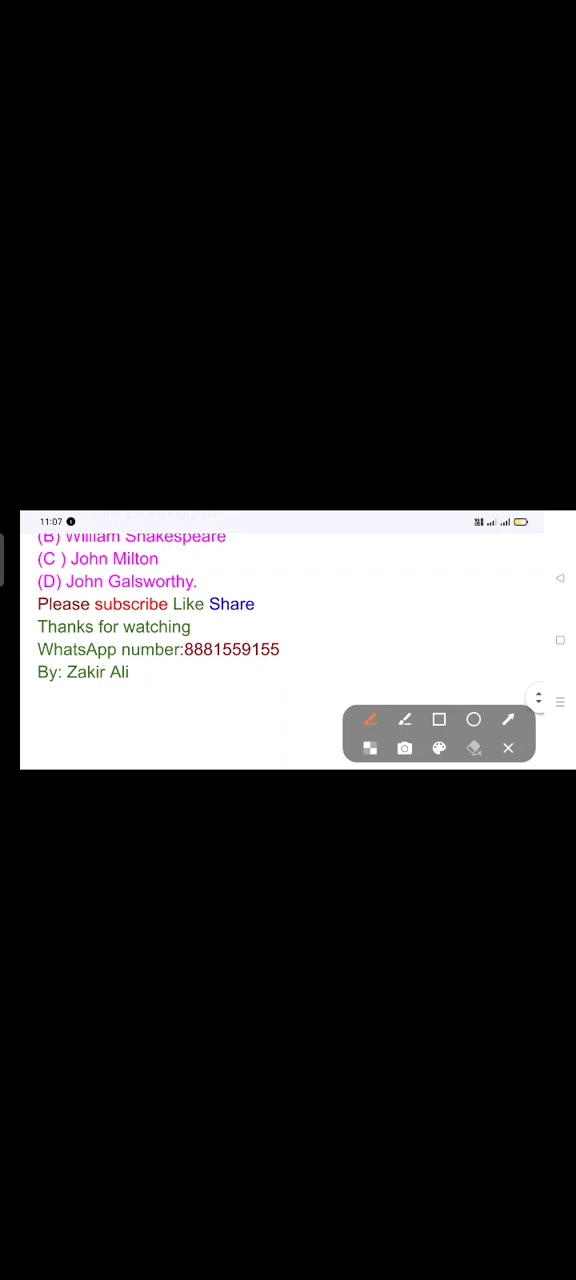 11:07
(B) William Shakespeare
(C ) John Milton
(D) John Galsworthy.
Please subscribe Like Share
Thanks for watching
WhatsApp number:8881559155
By: Zakir Ali